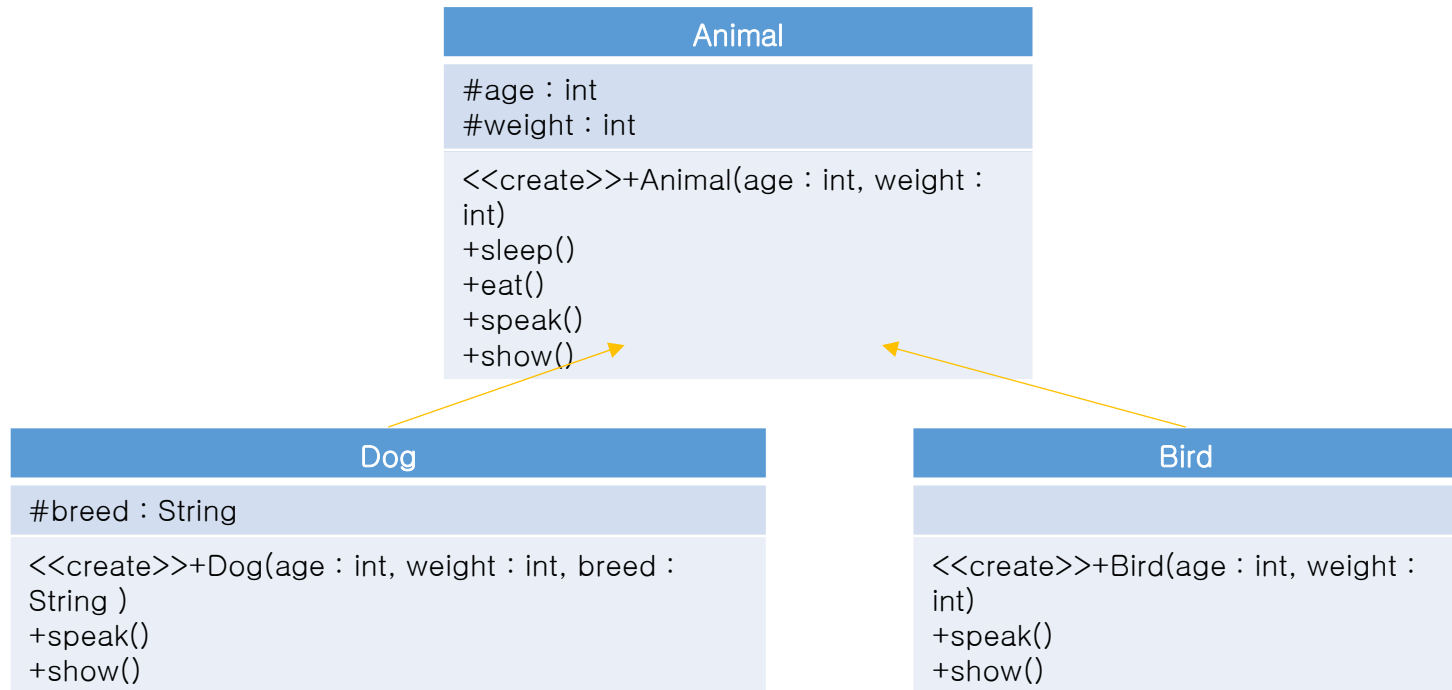 Animal
#age : int
#weight : int
<<create>>+Animal(age : int, weight :
int)
+sleep()
+eat()
+speak()
+show()
Dog
#breed : String
<<create>>+Dog(age : int, weight : int, breed :
String )
+speak()
+show()
Bird
<<create>>+Bird(age : int, weight :
int)
+speak()
+show()